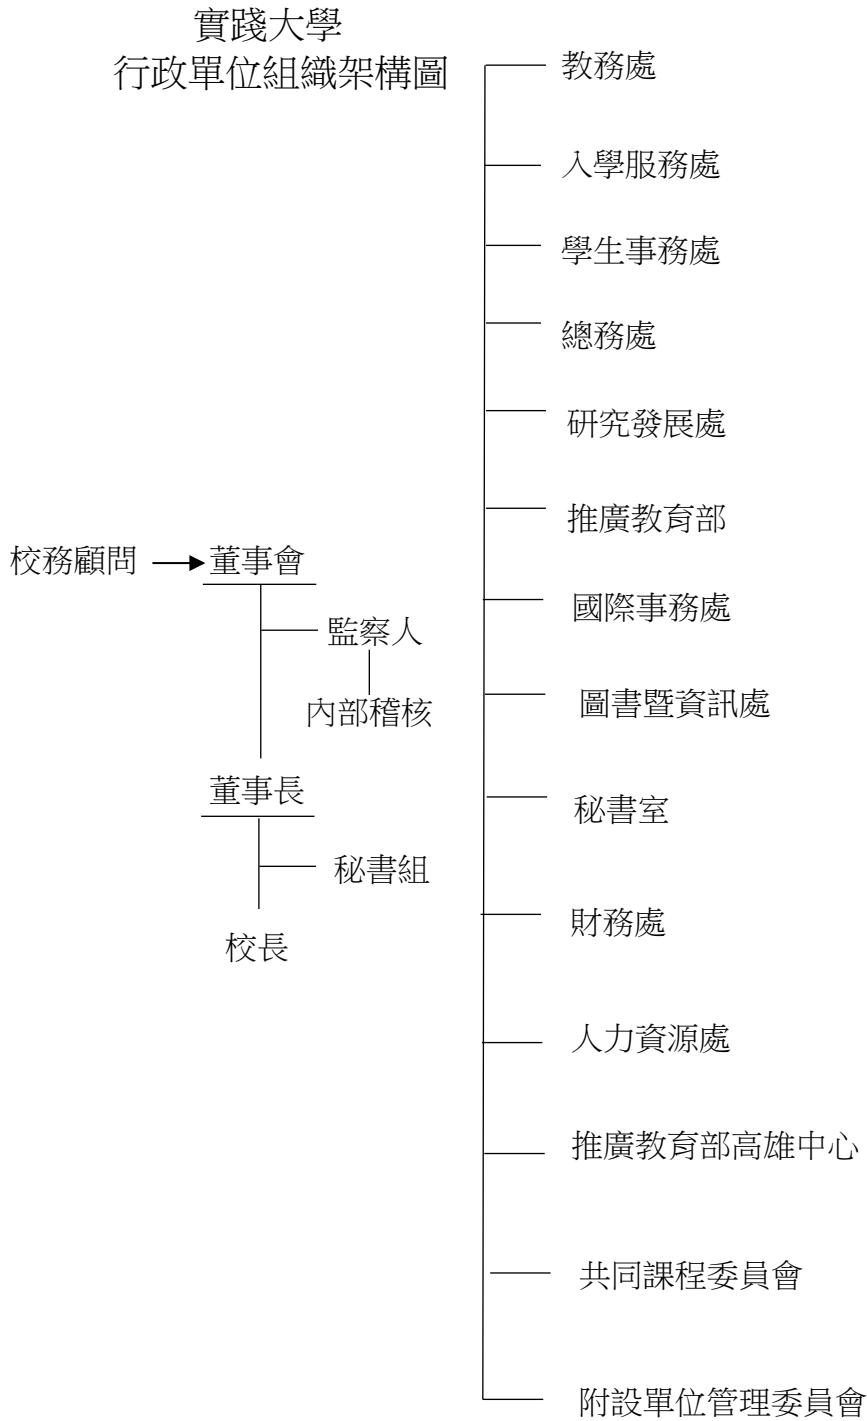 實踐大學
行政單位組織架構圖
校務顧問
董事會
監察人
內部稽核
董事長
秘書組
校長
教務處
入學服務處
學生事務處
總務處
研究發展處
推廣教育部
國際事務處
圖書暨資訊處
秘書室
財務處
人力資源處
推廣教育部高雄中心
共同課程委員會
附設單位管理委員會